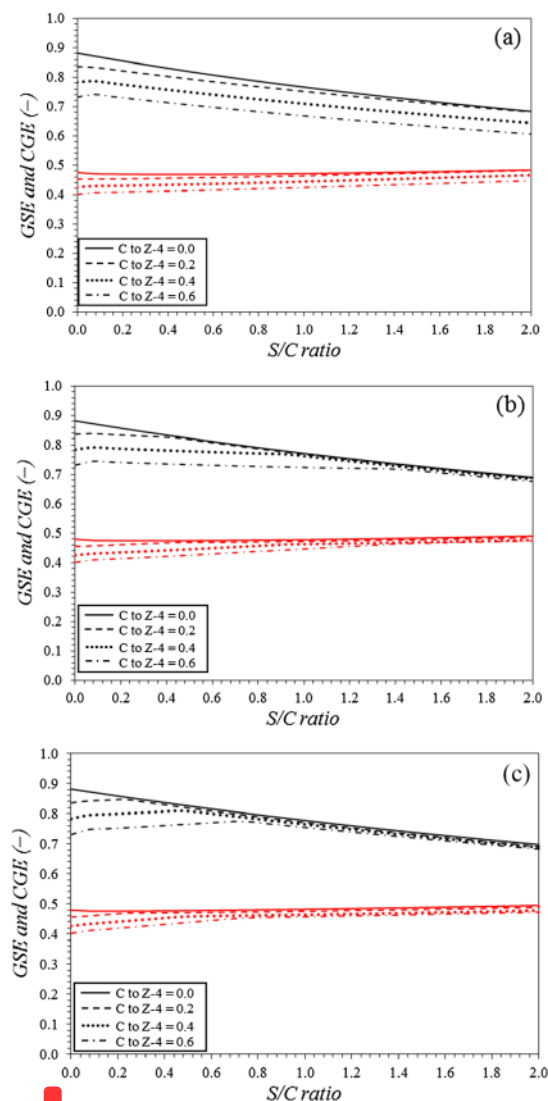 (a)
1.0
0.9
0.8
0.7
0.6
0.5
0.4
0.3
0.2
0.1
0.0
GSE and CGE (–)
C to Z-4 = 0.0
C to Z-4 = 0.2
C to Z-4 = 0.4
C to Z-4 = 0.6
0.0 0.2 0.4 0.6 0.8 1.0 1.2 1.4 1.6 1.8 2.0
S/C ratio
(b)
1.0
0.9
0.8
0.7
0.6
0.5
0.4
0.3
0.2
0.1
0.0
GSE and CGE (–)
C to Z-4 = 0.0
C to Z-4 = 0.2
C to Z-4 = 0.4
C to Z-4 = 0.6
0.0 0.2 0.4 0.6 0.8 1.0 1.2 1.4 1.6 1.8 2.0
S/C ratio
(c)
1.0
0.9
0.8
0.7
0.6
0.5
0.4
0.3
0.2
0.1
0.0
GSE and CGE (–)
C to Z-4 = 0.0
C to Z-4 = 0.2
C to Z-4 = 0.4
C to Z-4 = 0.6
0.0 0.2 0.4 0.6 0.8 1.0 1.2 1.4 1.6 1.8 2.0
S/C ratio